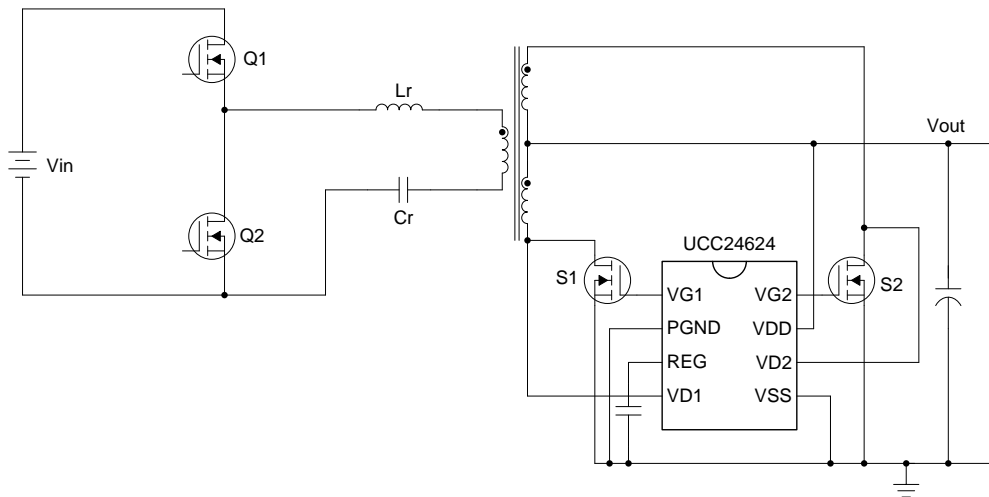 Q1
Lr
Vout
Vin
Cr
Q2
UCC24624
S1
S2
VG1
VG2
PGND
VDD
REG
VD2
VD1
VSS